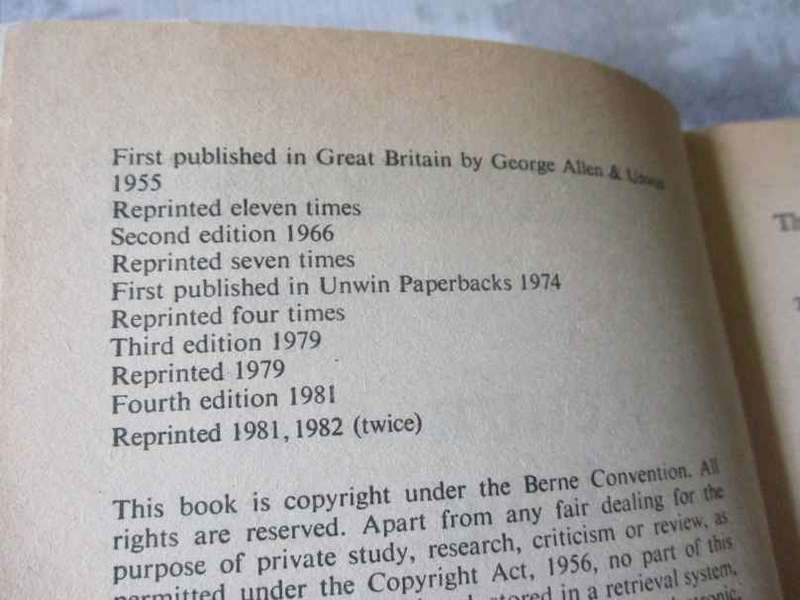 First published in Great Britain by George Allen & Unwin
1955
Reprinted eleven times
Second edition 1966
Reprinted seven times
First published in Unwin Paperbacks 1974
Reprinted four times
Third edition 1979
Reprinted 1979
Fourth edition 1981
Reprinted 1981, 1982 (twice)
This book is copyright under the Berne Convention. All
rights are reserved. Apart from any fair dealing for the
purpose of private study, research, criticism or review, as
permitted under the Copyright Act, 1956, no part of this
stored in a retrieval system,